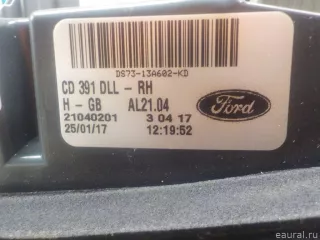 DS73-13A602-KD
CD 391 DLL - RH
H - GB AL21.04
Ford
21040201 3 04 17
25/01/17 12:19:52
eaural.ru